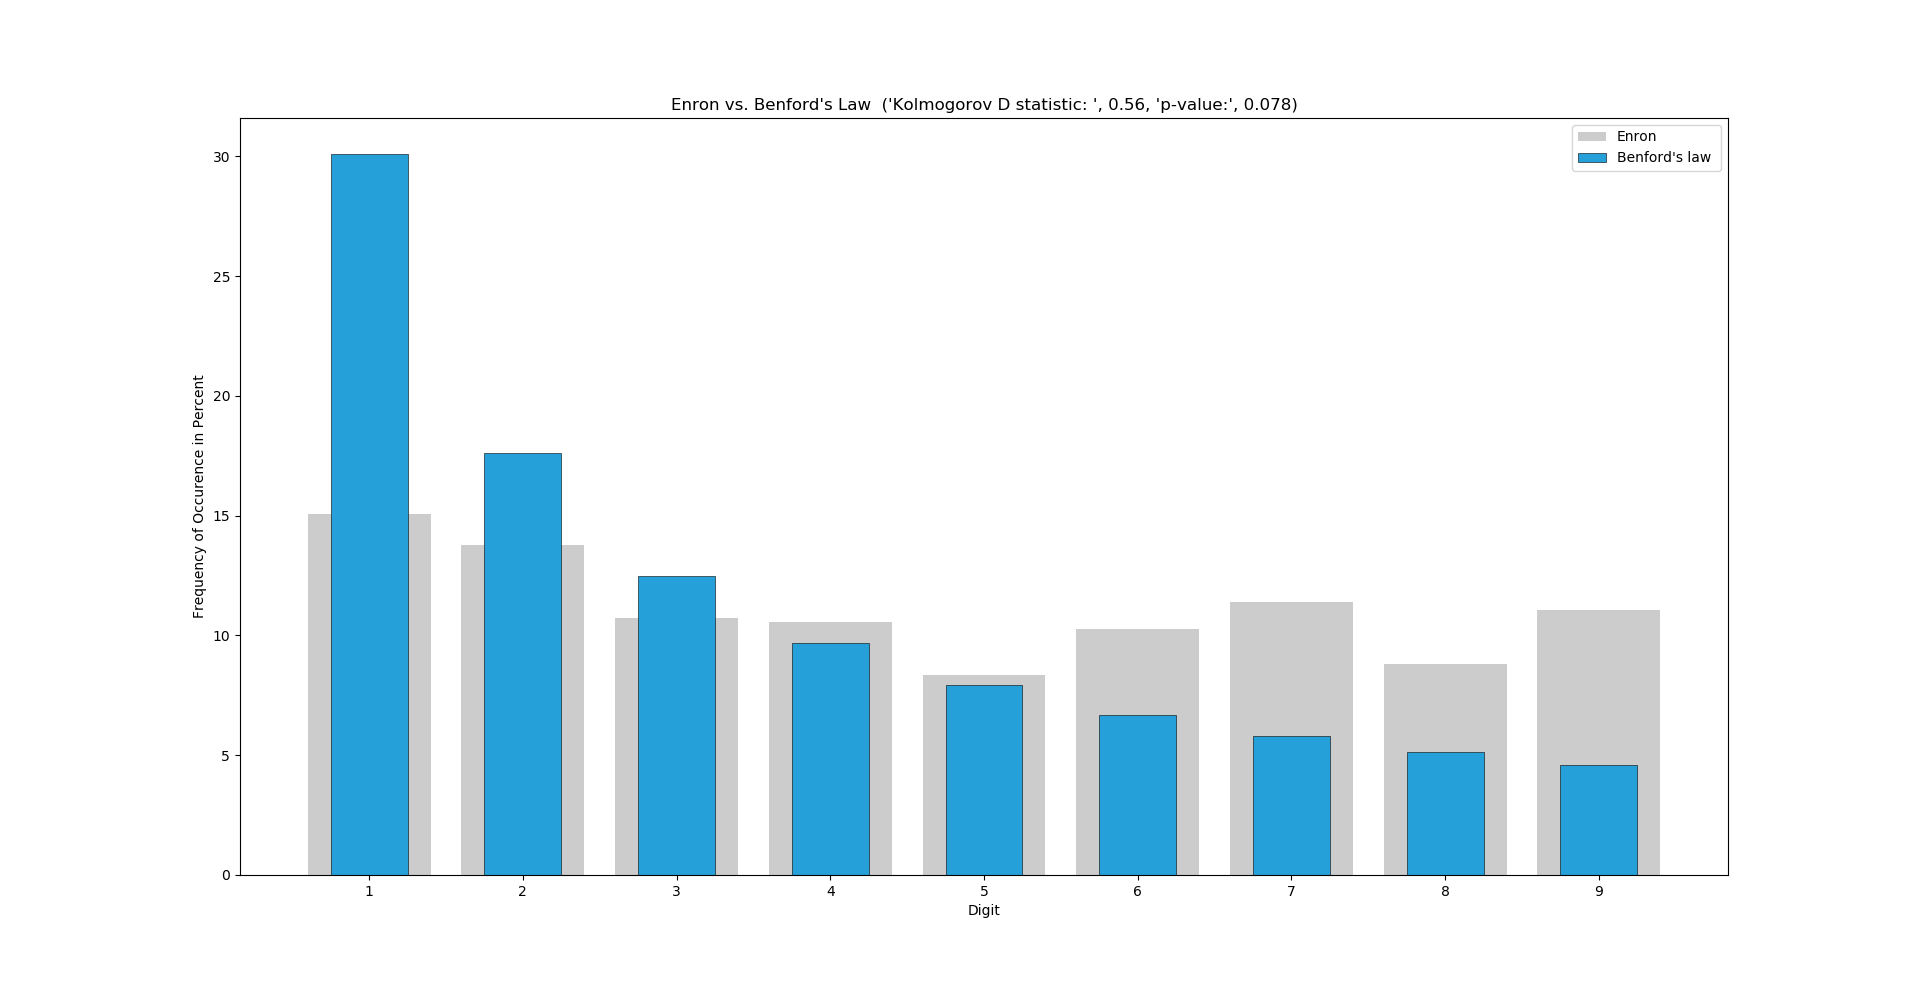 Enron vs. Benford's Law  ('Kolmogorov D statistic: ', 0.56, 'p-value:', 0.078)
Enron
Benford's law
Frequency of Occurence in Percent
30
25
20
15
10
5
0
1 2 3 4 5 6 7 8 9
Digit